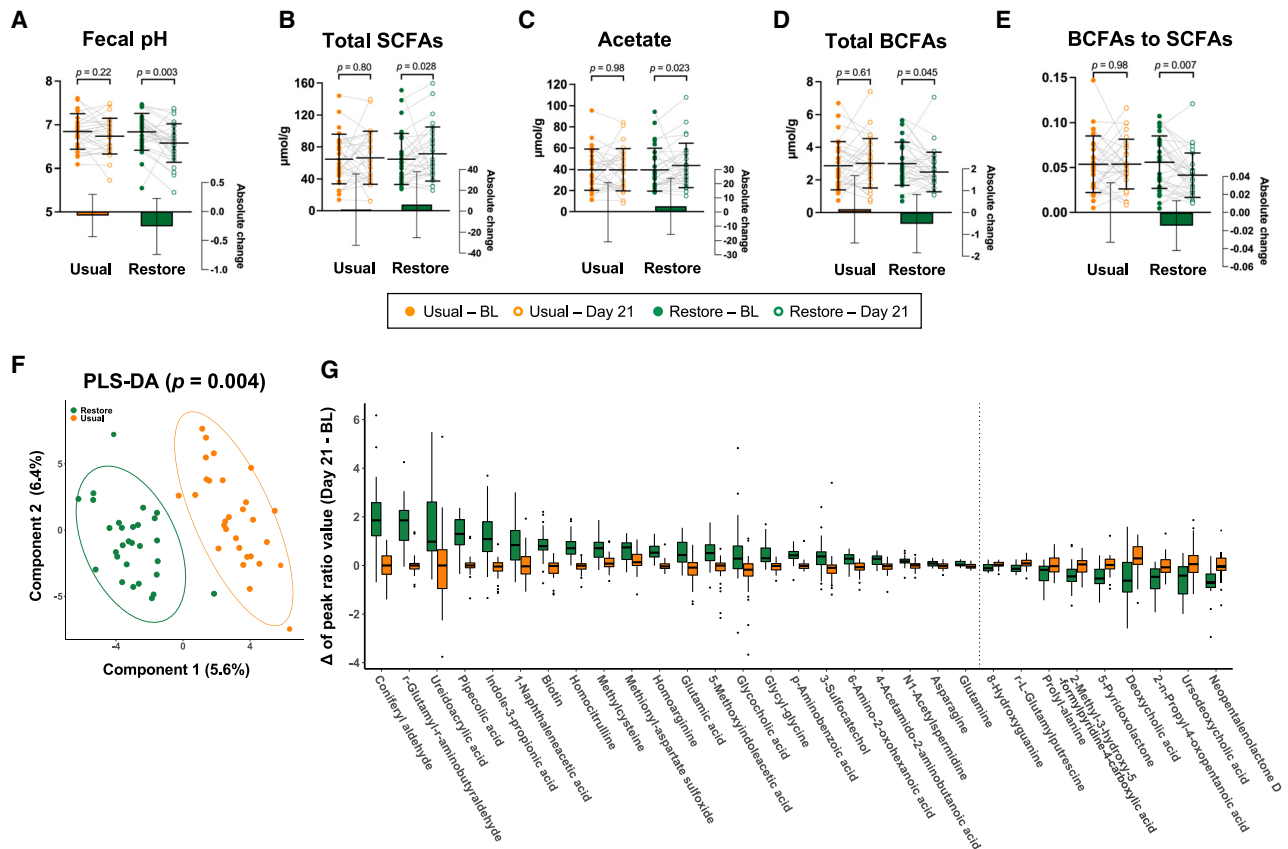 A
Fecal pH
p = 0.22
p = 0.003
8
7
6
5
0.5
0.0
-0.5
-1.0
Absolute change
Usual
Restore
B
Total SCFAs
p = 0.80
p = 0.028
µmol/g
160
120
80
40
0
40
20
0
-20
-40
Absolute change
Usual
Restore
C
Acetate
p = 0.98
p = 0.023
µmol/g
140
120
100
80
60
40
20
0
30
20
10
0
-10
-20
-30
Absolute change
Usual
Restore
D
Total BCFAs
p = 0.61
p = 0.045
µmol/g
8
6
4
2
0
2
1
0
-1
-2
Absolute change
Usual
Restore
E
BCFAs to SCFAs
p = 0.98
p = 0.007
0.15
0.10
0.05
0.00
0.04
0.02
0.00
-0.02
-0.04
-0.06
Absolute change
Usual
Restore
Usual – BL
Usual – Day 21
Restore – BL
Restore – Day 21
F
PLS-DA (p = 0.004)
Restore
Usual
Component 2 (6.4%)
5
0
-5
-4
0
4
Component 1 (5.6%)
G
Δ of peak ratio value (Day 21 - BL)
6
4
2
0
-2
-4
Coniferyl aldehyde
r-Glutamyl-r-aminobutyraldehyde
Ureidoacrylic acid
Pipecolic acid
Indole-3-propionic acid
1-Naphthaleneacetic acid
Biotin
Homocitrulline
Methylcysteine
Methionyl-aspartate sulfoxide
Homoarginine
Glutamic acid
5-Methoxyindoleacetic acid
Glycocholic acid
Glycyl-glycine
p-Aminobenzoic acid
3-Sulfocatechol
6-Amino-2-oxohexanoic acid
4-Acetamido-2-aminobutanoic acid
N1-Acetylspermidine
Asparagine
Glutamine
8-Hydroxyguanine
r-L-Glutamylputrescine
Prolyl-alanine
2-Methyl-3-hydroxy-5
-formylpyridine-4-carboxylic acid
5-Pyridoxolactone
Deoxycholic acid
2-n-Propyl-4-oxopentanoic acid
Ursodeoxycholic acid
Neopentalenolactone D